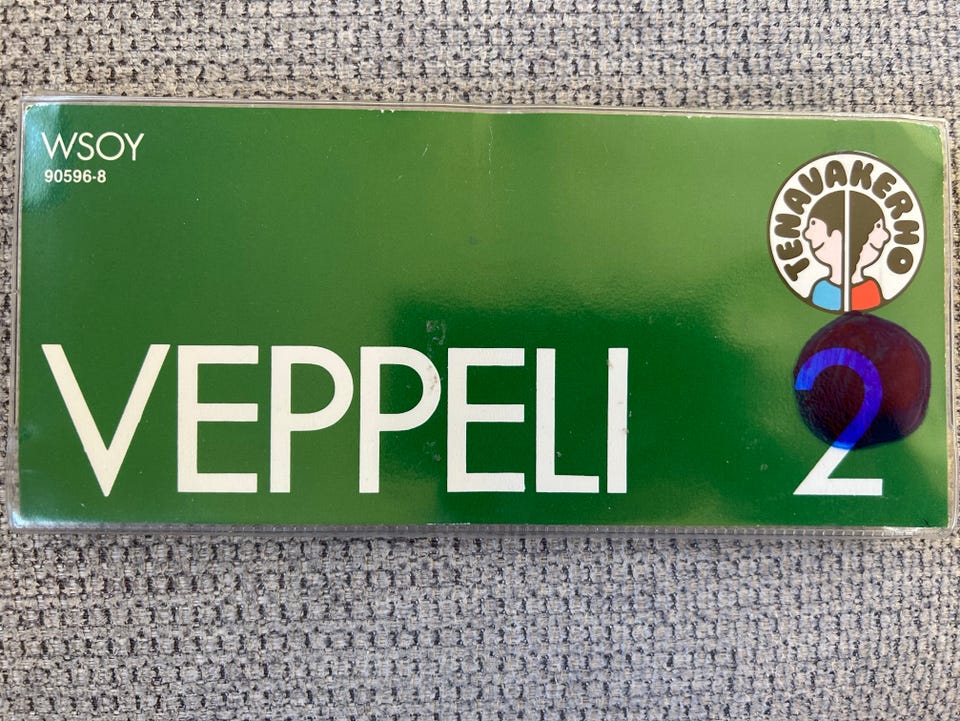 WSOY
90596-8
TENAVAKERHO
VEPPELI 2